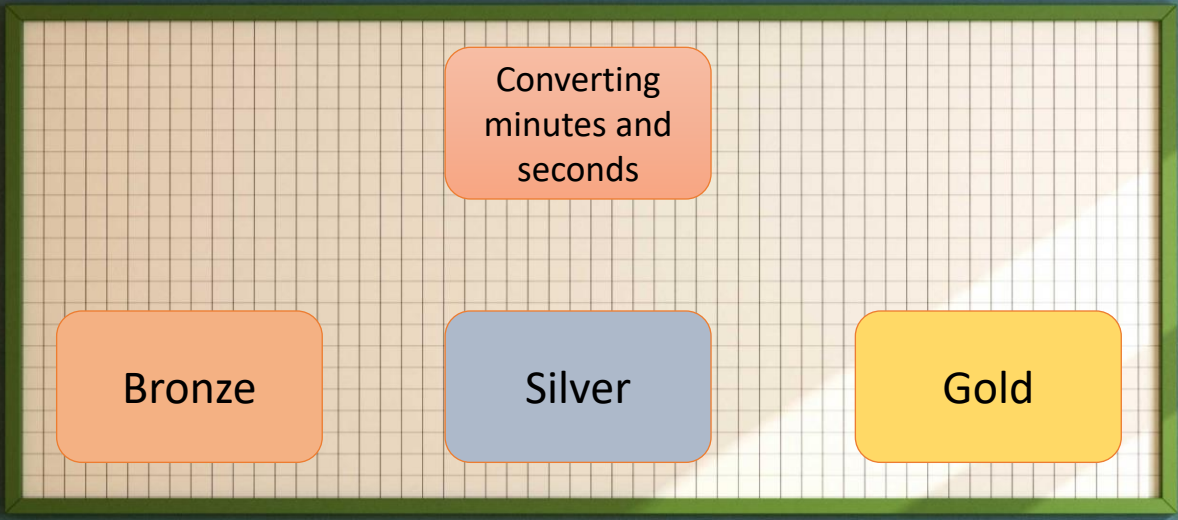 Converting
minutes and
seconds
Bronze
Silver
Gold